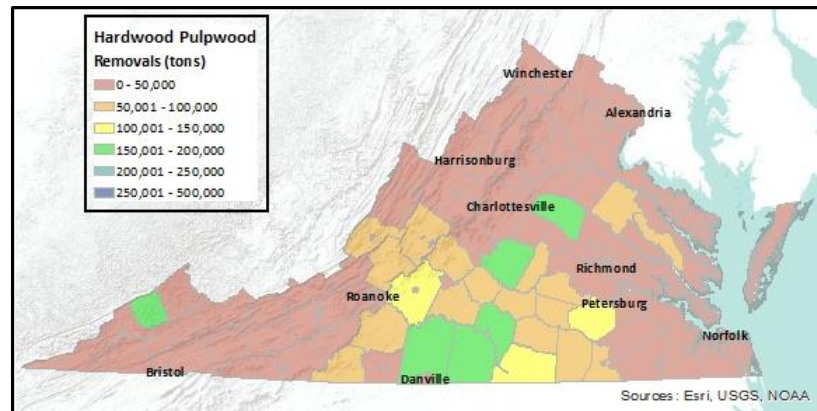 Hardwood Pulpwood
Removals (tons)
0 - 50,000
50,001 - 100,000
100,001 - 150,000
150,001 - 200,000
200,001 - 250,000
250,001 - 500,000
Winchester
Alexandria
Harrisonburg
Charlottesville
Richmond
Roanoke
Petersburg
Norfolk
Bristol
Danville
Sources: Esri, USGS, NOAA